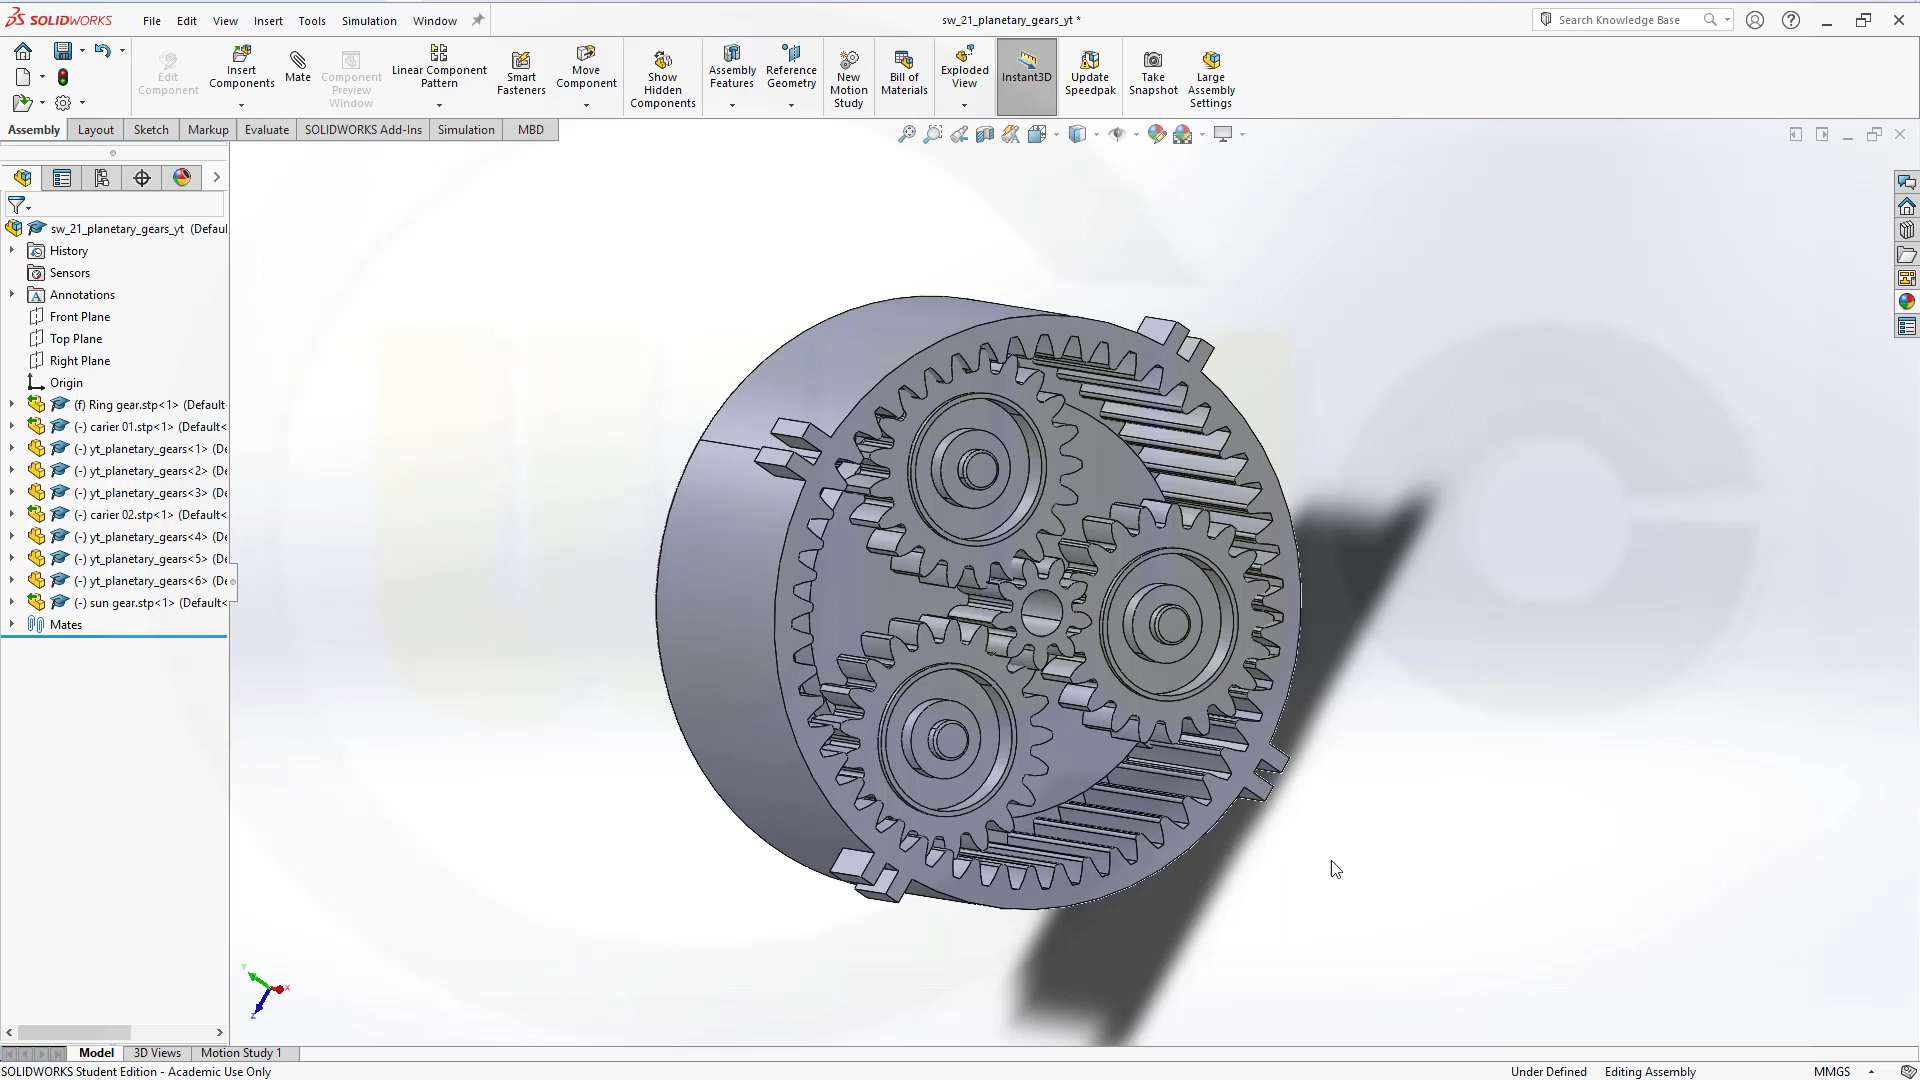 SOLIDWORKS File Edit View Insert Tools Simulation Window sw_21_planetary_gears_yt * Search Knowledge Base
Edit Component
Insert Components
Mate
Component Preview Window
Linear Component Pattern
Smart Fasteners
Move Component
Show Hidden Components
Assembly Features
Reference Geometry
New Motion Study
Bill of Materials
Exploded View
Instant3D
Update Speedpak
Take Snapshot
Large Assembly Settings
Assembly Layout Sketch Markup Evaluate SOLIDWORKS Add-Ins Simulation MBD
sw_21_planetary_gears_yt (Defaul
History
Sensors
Annotations
Front Plane
Top Plane
Right Plane
Origin
(f) Ring gear.stp<1> (Default
(-) carier 01.stp<1> (Default<
(-) yt_planetary_gears<1> (De
(-) yt_planetary_gears<2> (De
(-) yt_planetary_gears<3> (De
(-) carier 02.stp<1> (Default<
(-) yt_planetary_gears<4> (De
(-) yt_planetary_gears<5> (De
(-) yt_planetary_gears<6> (De
(-) sun gear.stp<1> (Default<
Mates
Y
X
Z
Model 3D Views Motion Study 1
SOLIDWORKS Student Edition - Academic Use Only Under Defined Editing Assembly MMGS